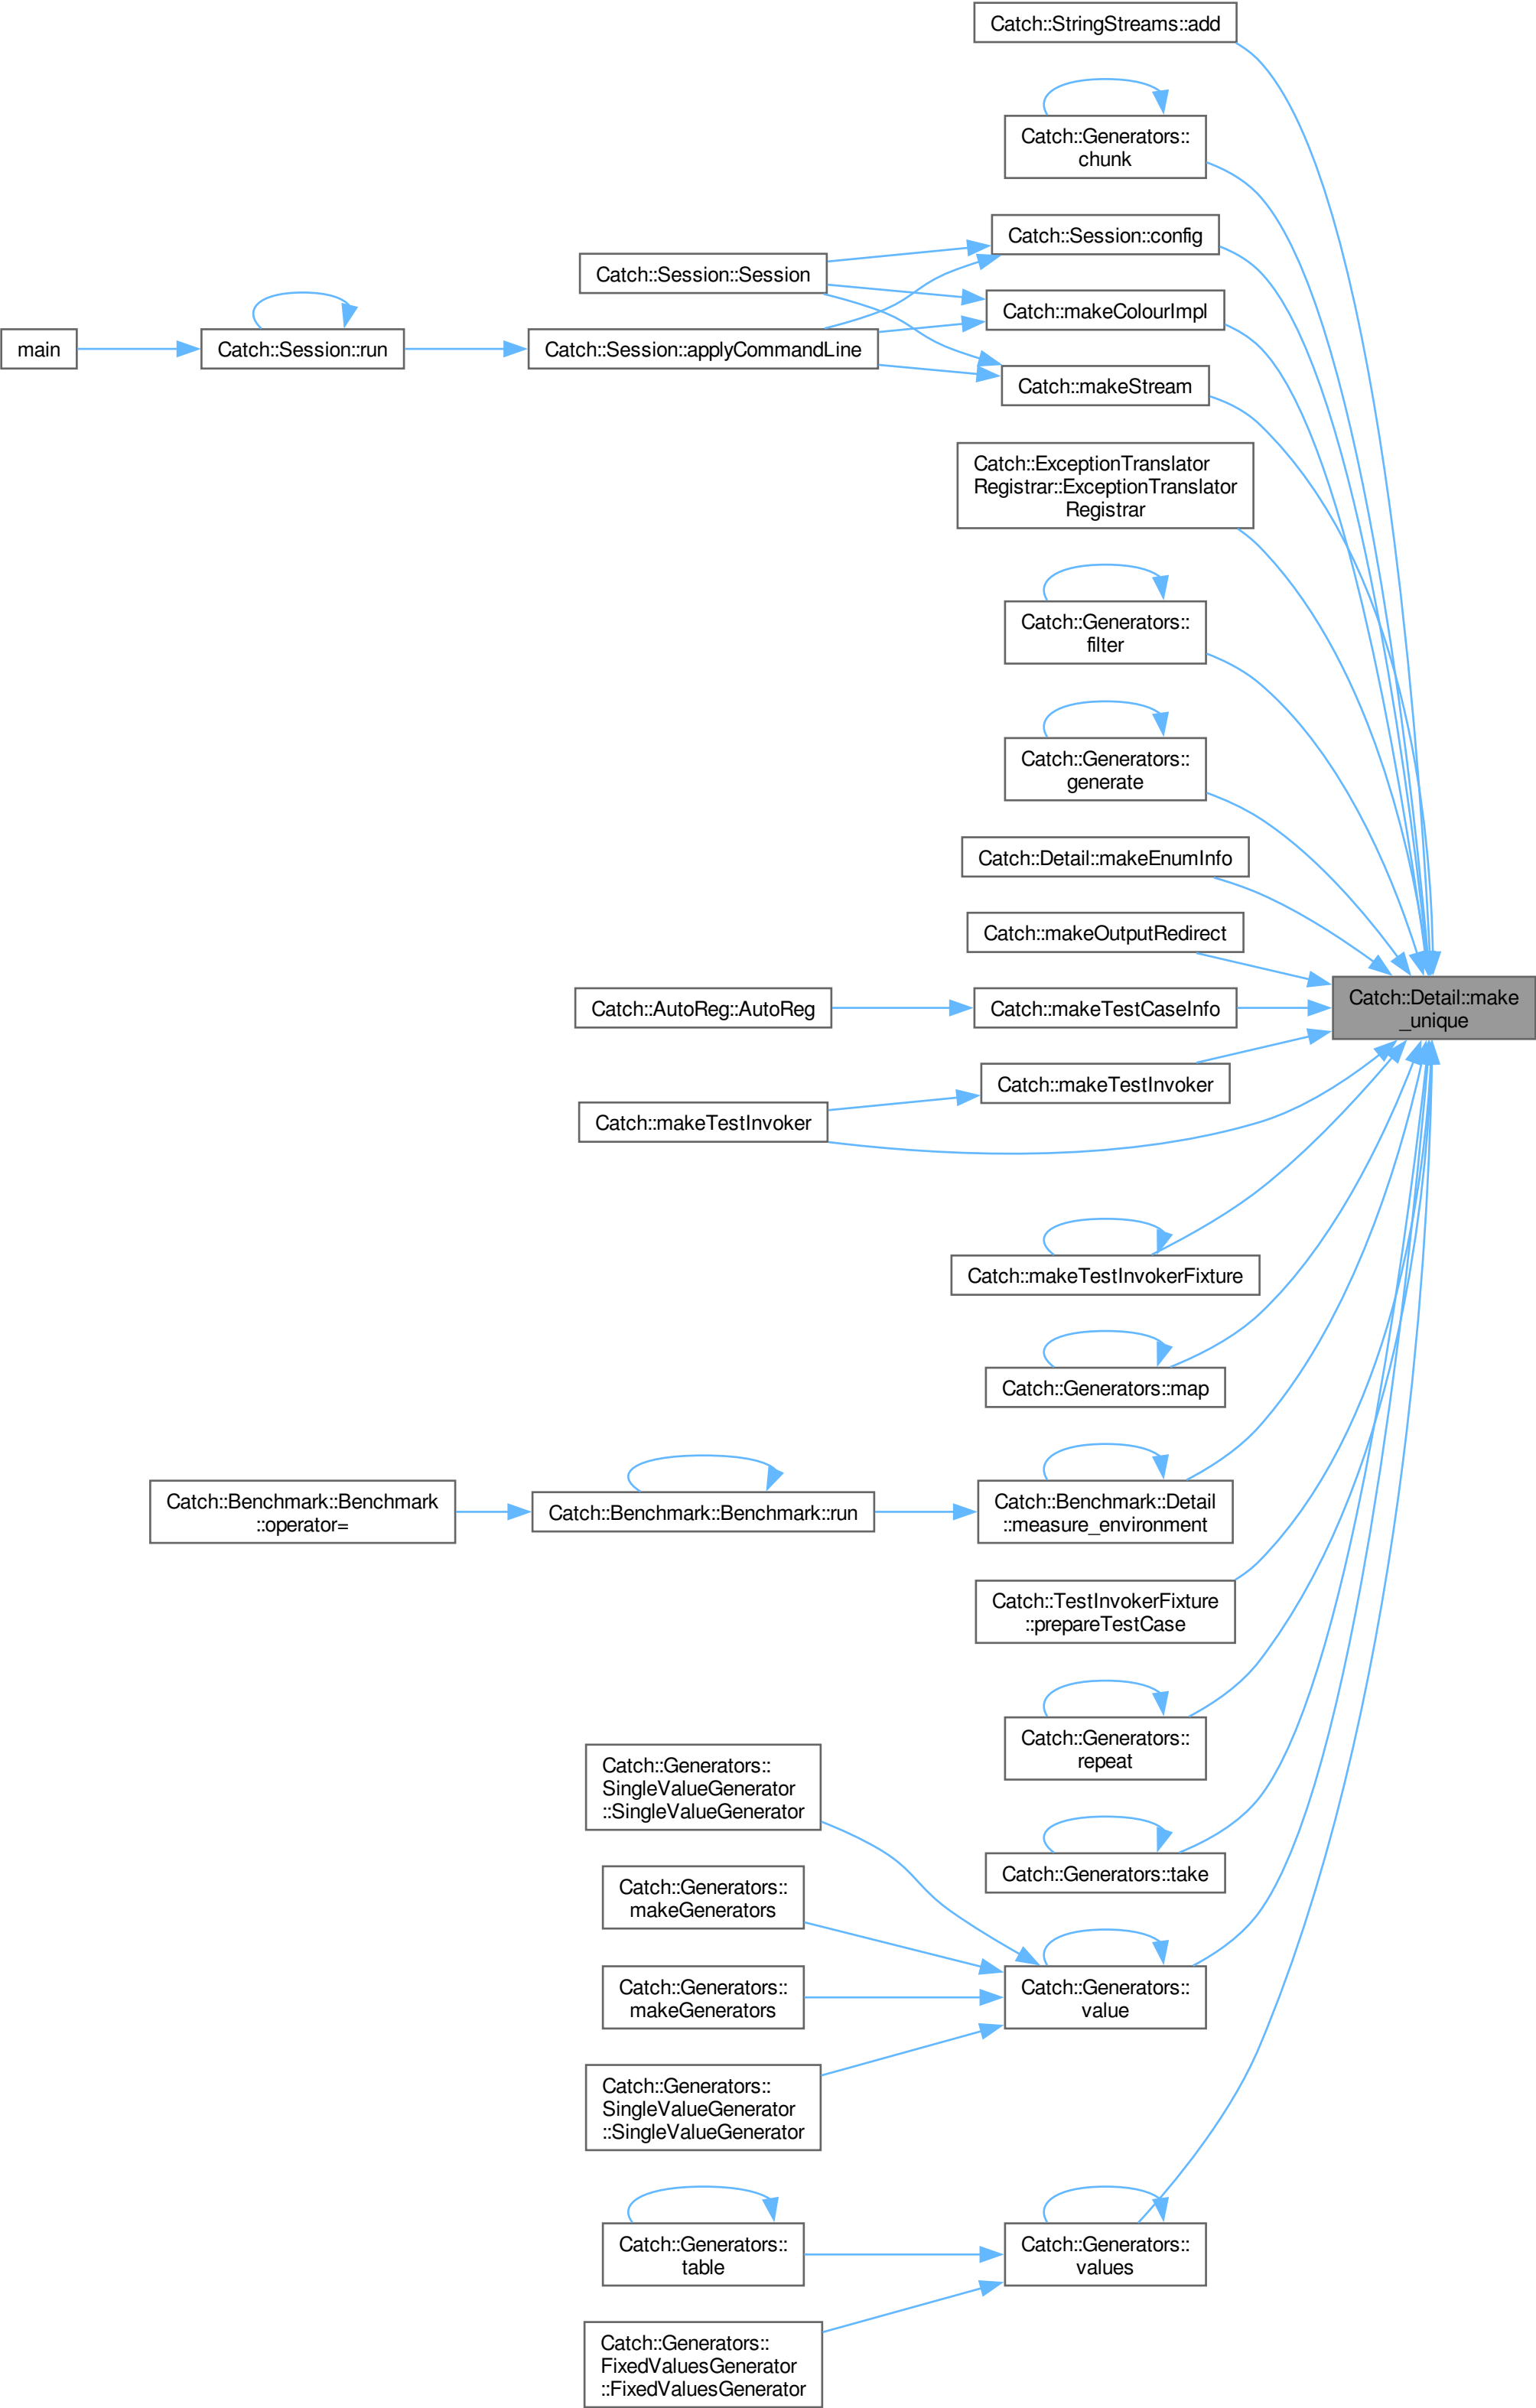 Catch::StringStreams::add
Catch::Generators::
chunk
Catch::Session::config
Catch::Session::Session
Catch::makeColourImpl
main
Catch::Session::run
Catch::Session::applyCommandLine
Catch::makeStream
Catch::ExceptionTranslator
Registrar::ExceptionTranslator
Registrar
Catch::Generators::
filter
Catch::Generators::
generate
Catch::Detail::makeEnumInfo
Catch::makeOutputRedirect
Catch::Detail::make
_unique
Catch::AutoReg::AutoReg
Catch::makeTestCaseInfo
Catch::makeTestInvoker
Catch::makeTestInvoker
Catch::makeTestInvokerFixture
Catch::Generators::map
Catch::Benchmark::Benchmark
::operator=
Catch::Benchmark::Benchmark::run
Catch::Benchmark::Detail
::measure_environment
Catch::TestInvokerFixture
::prepareTestCase
Catch::Generators::
repeat
Catch::Generators::
SingleValueGenerator
::SingleValueGenerator
Catch::Generators::take
Catch::Generators::
makeGenerators
Catch::Generators::
makeGenerators
Catch::Generators::
value
Catch::Generators::
SingleValueGenerator
::SingleValueGenerator
Catch::Generators::
table
Catch::Generators::
values
Catch::Generators::
FixedValuesGenerator
::FixedValuesGenerator